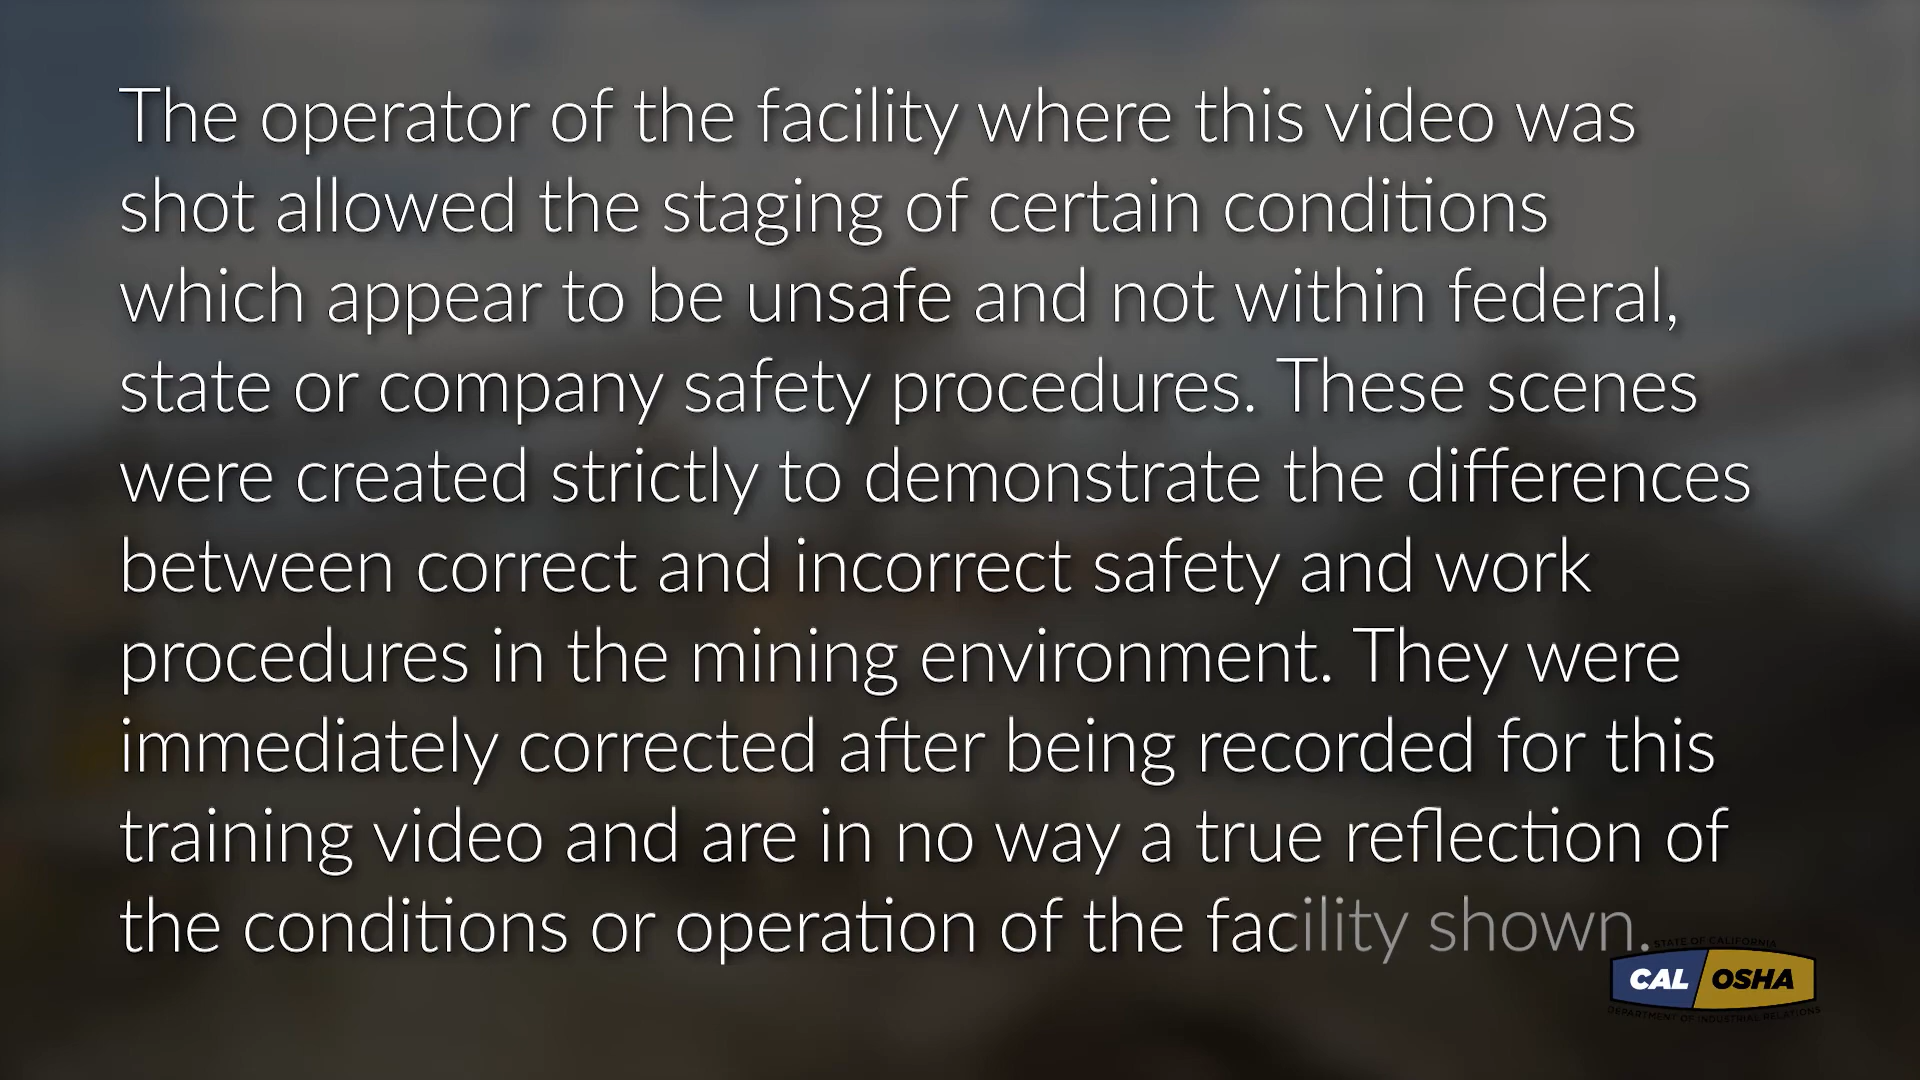 The operator of the facility where this video was
shot allowed the staging of certain conditions
which appear to be unsafe and not within federal,
state or company safety procedures. These scenes
were created strictly to demonstrate the differences
between correct and incorrect safety and work
procedures in the mining environment. They were
immediately corrected after being recorded for this
training video and are in no way a true reflection of
the conditions or operation of the facility shown.
STATE OF CALIFORNIA
CAL OSHA
DEPARTMENT OF INDUSTRIAL RELATIONS